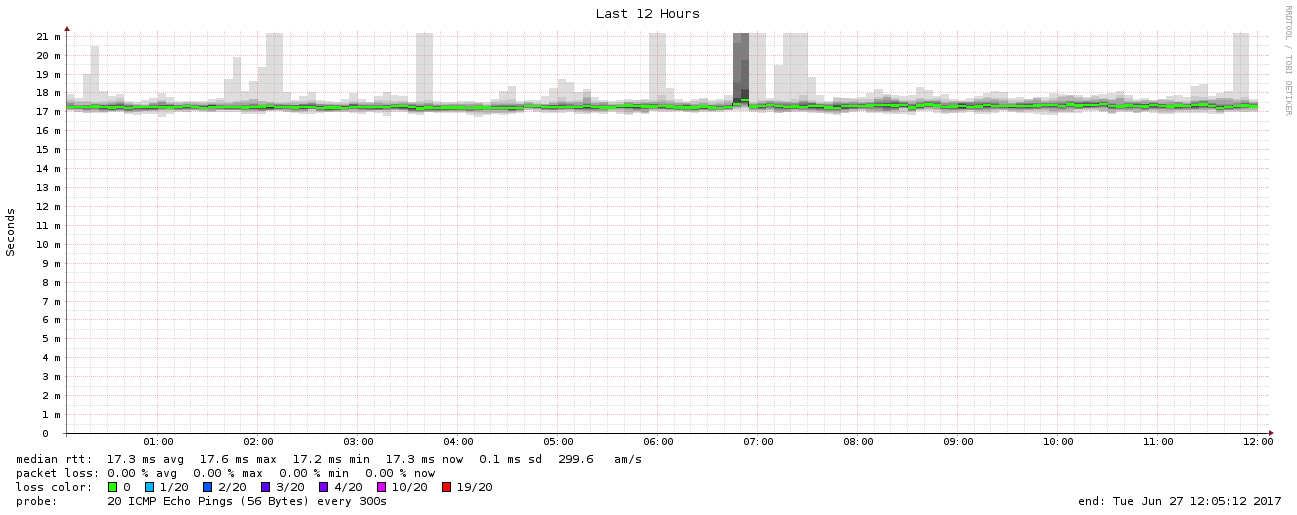 Last 12 Hours
RRDTOOL / TOBI OETIKER
Seconds
21 m
20 m
19 m
18 m
17 m
16 m
15 m
14 m
13 m
12 m
11 m
10 m
9 m
8 m
7 m
6 m
5 m
4 m
3 m
2 m
1 m
0
01:00 02:00 03:00 04:00 05:00 06:00 07:00 08:00 09:00 10:00 11:00 12:00
median rtt: 17.3 ms avg 17.6 ms max 17.2 ms min 17.3 ms now 0.1 ms sd 299.6 am/s
packet loss: 0.00 % avg 0.00 % max 0.00 % min 0.00 % now
loss color: 0 1/20 2/20 3/20 4/20 10/20 19/20
probe: 20 ICMP Echo Pings (56 Bytes) every 300s end: Tue Jun 27 12:05:12 2017